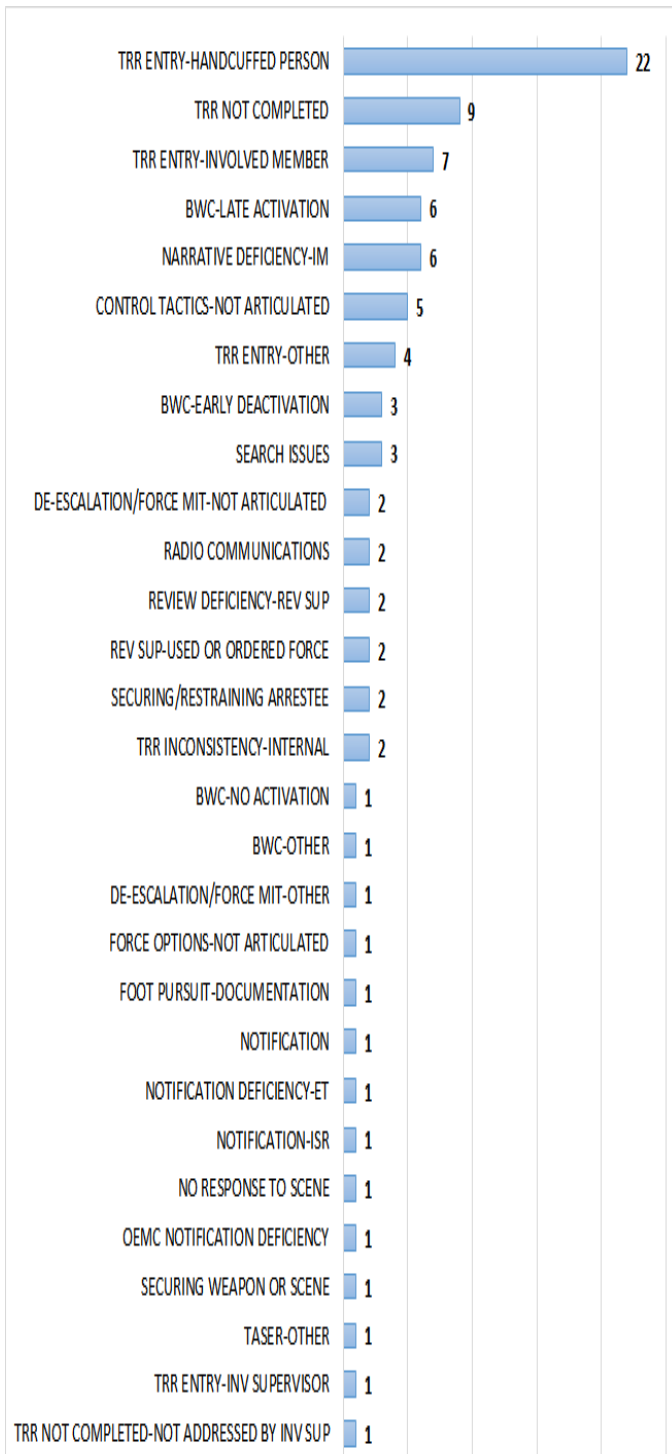 TRR ENTRY-HANDCUFFED PERSON 22
TRR NOT COMPLETED 9
TRR ENTRY-INVOLVED MEMBER 7
BWC-LATE ACTIVATION 6
NARRATIVE DEFICIENCY-IM 6
CONTROL TACTICS-NOT ARTICULATED 5
TRR ENTRY-OTHER 4
BWC-EARLY DEACTIVATION 3
SEARCH ISSUES 3
DE-ESCALATION/FORCE MIT-NOT ARTICULATED 2
RADIO COMMUNICATIONS 2
REVIEW DEFICIENCY-REV SUP 2
REV SUP-USED OR ORDERED FORCE 2
SECURING/RESTRAINING ARRESTEE 2
TRR INCONSISTENCY-INTERNAL 2
BWC-NO ACTIVATION 1
BWC-OTHER 1
DE-ESCALATION/FORCE MIT-OTHER 1
FORCE OPTIONS-NOT ARTICULATED 1
FOOT PURSUIT-DOCUMENTATION 1
NOTIFICATION 1
NOTIFICATION DEFICIENCY-ET 1
NOTIFICATION-ISR 1
NO RESPONSE TO SCENE 1
OEMC NOTIFICATION DEFICIENCY 1
SECURING WEAPON OR SCENE 1
TASER-OTHER 1
TRR ENTRY-INV SUPERVISOR 1
TRR NOT COMPLETED-NOT ADDRESSED BY INV SUP 1